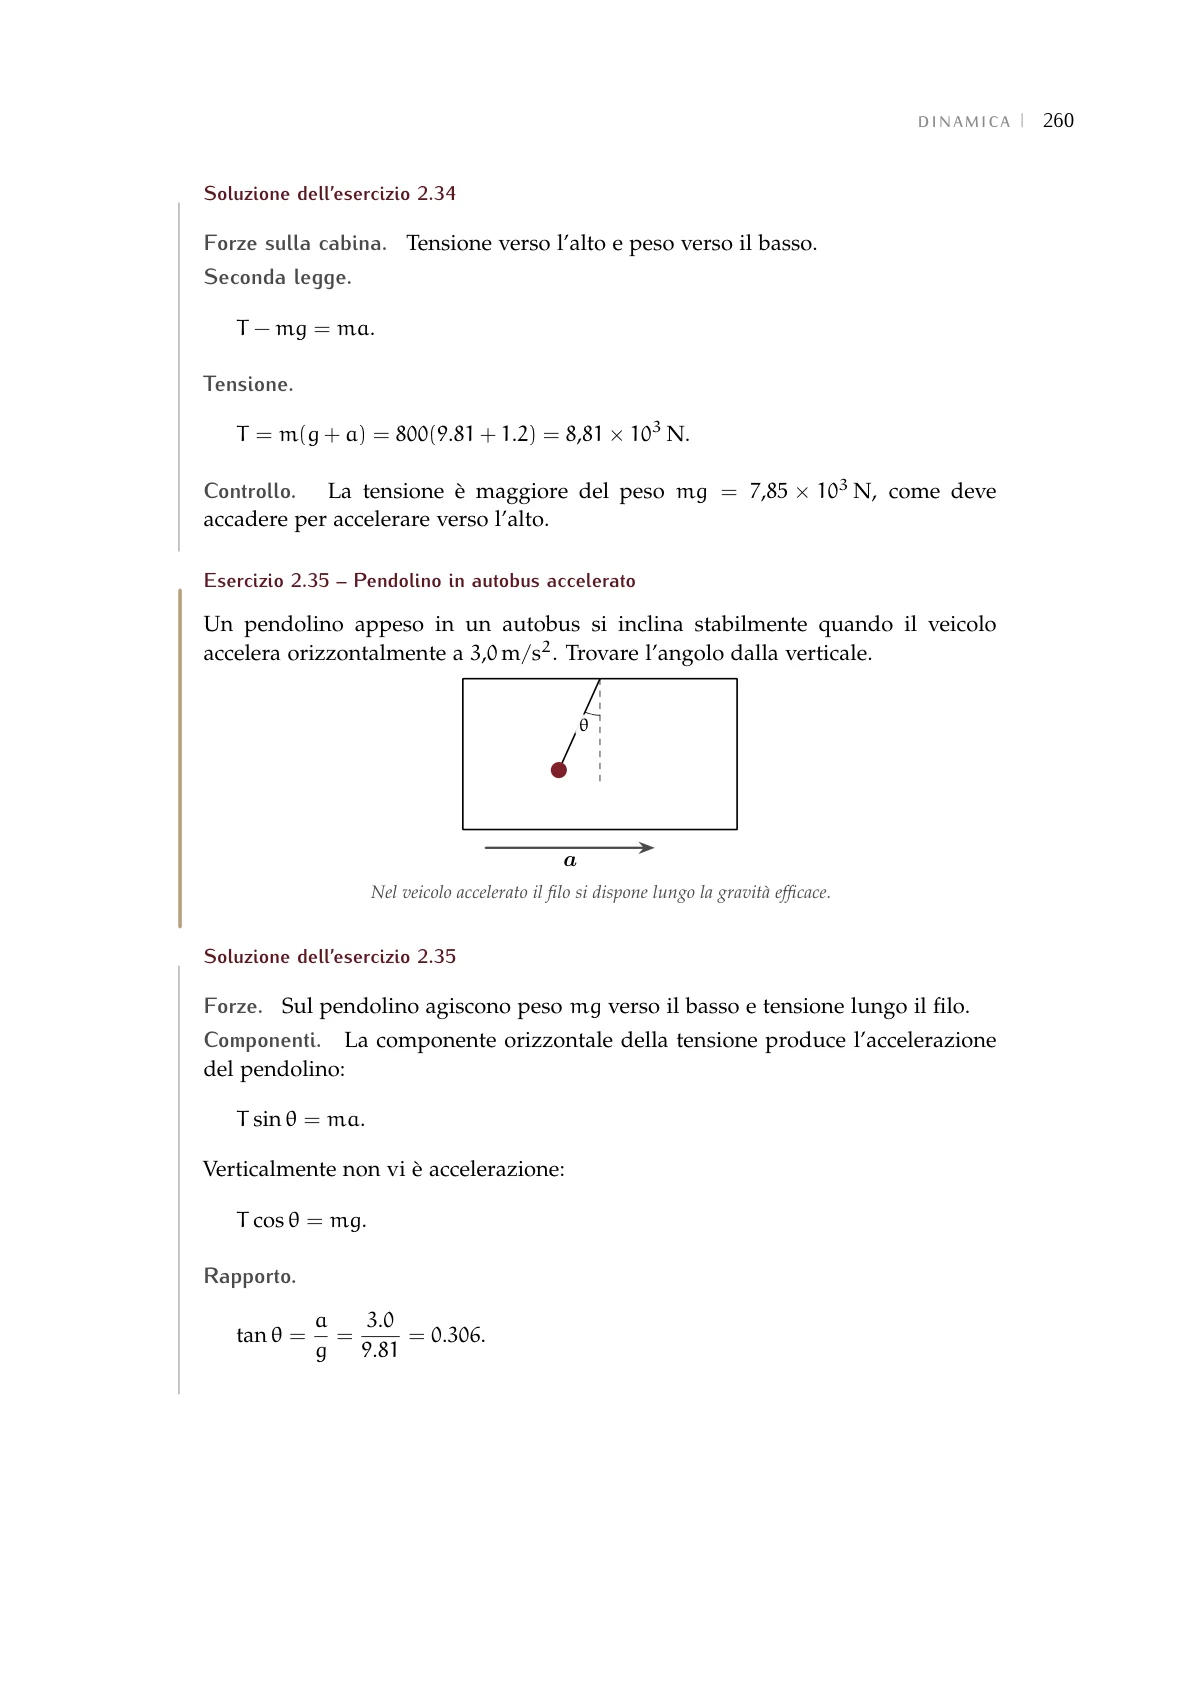 DINAMICA | 260
Soluzione dell'esercizio 2.34
Forze sulla cabina. Tensione verso l'alto e peso verso il basso.
Seconda legge.
T − mg = ma.
Tensione.
T = m(g + a) = 800(9.81 + 1.2) = 8,81 × 10³ N.
Controllo. La tensione è maggiore del peso mg = 7,85 × 10³ N, come deve
accadere per accelerare verso l'alto.
Esercizio 2.35 – Pendolino in autobus accelerato
Un pendolino appeso in un autobus si inclina stabilmente quando il veicolo
accelera orizzontalmente a 3,0 m/s². Trovare l'angolo dalla verticale.
θ
a
Nel veicolo accelerato il filo si dispone lungo la gravità efficace.
Soluzione dell'esercizio 2.35
Forze. Sul pendolino agiscono peso mg verso il basso e tensione lungo il filo.
Componenti. La componente orizzontale della tensione produce l'accelerazione
del pendolino:
T sin θ = ma.
Verticalmente non vi è accelerazione:
T cos θ = mg.
Rapporto.
tan θ = a/g = 3.0/9.81 = 0.306.